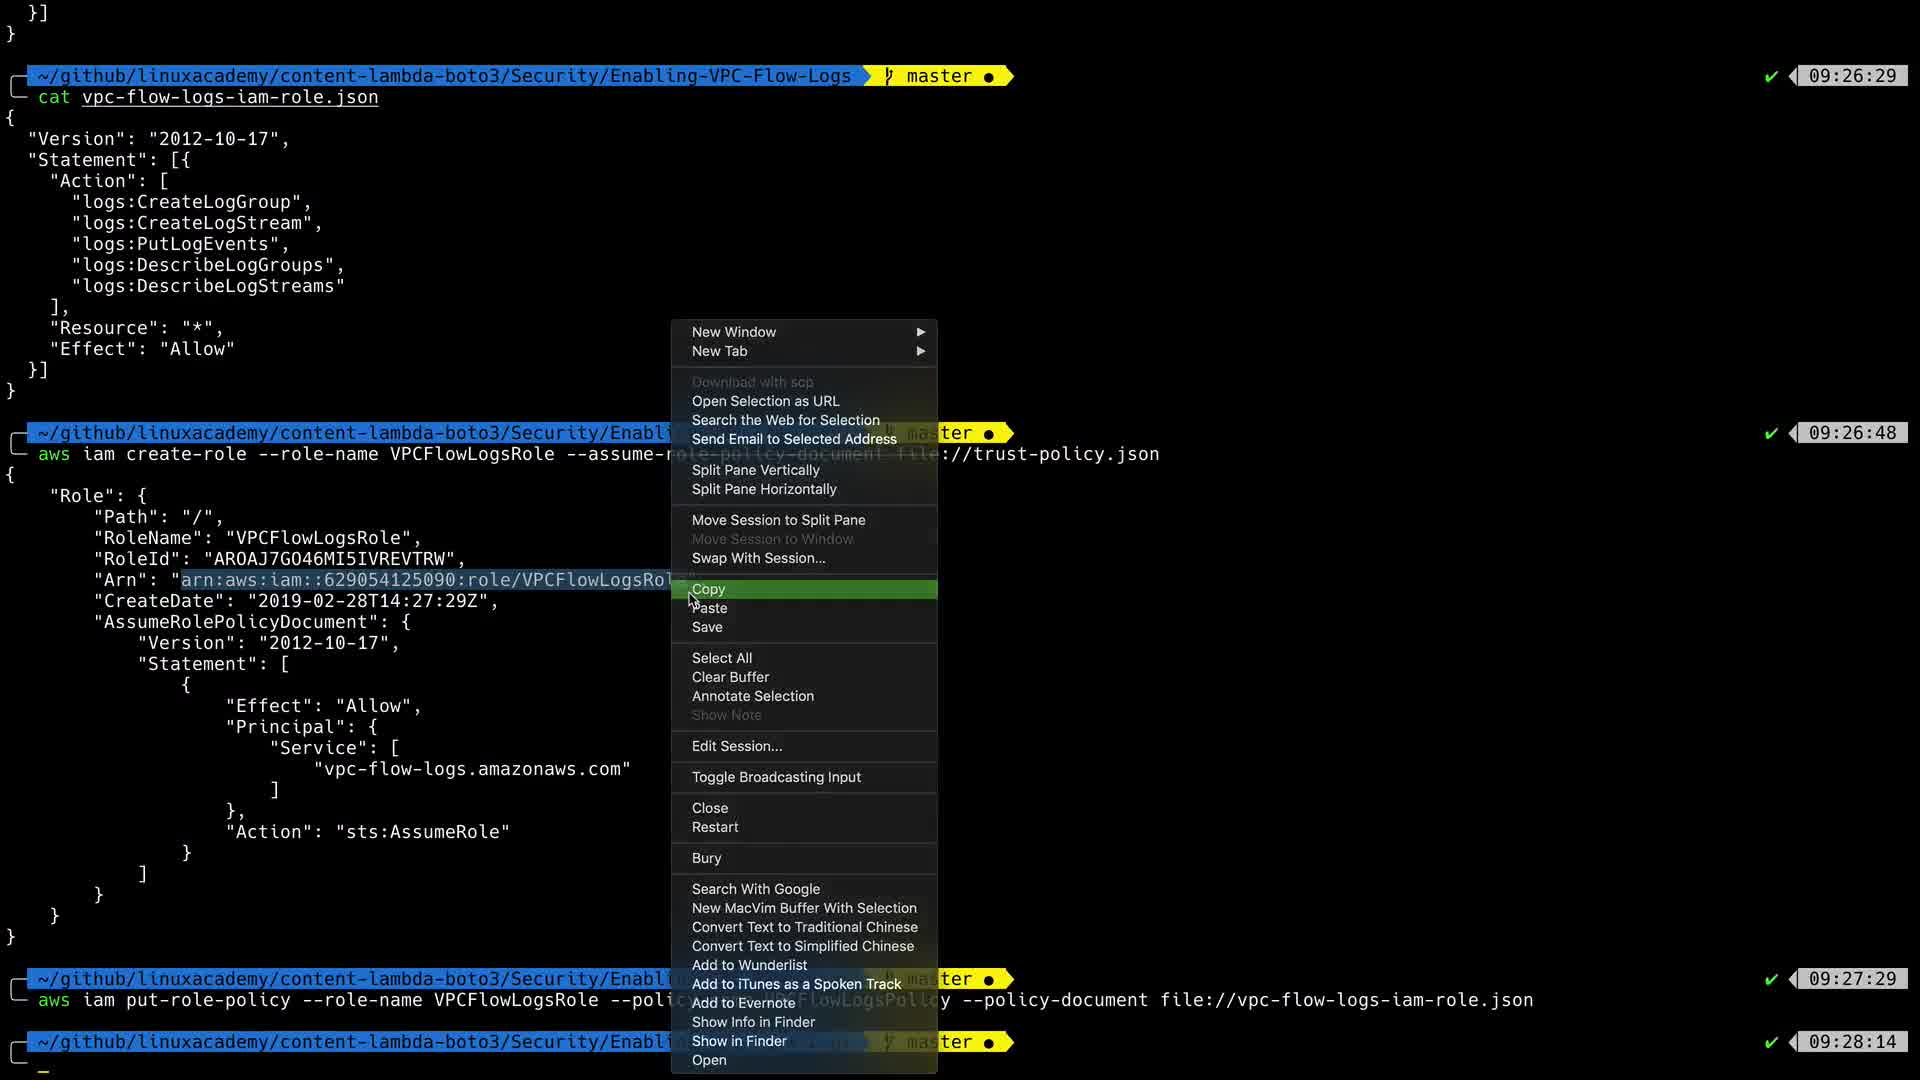 }]
}
~/github/linuxacademy/content-lambda-boto3/Security/Enabling-VPC-Flow-Logs master ● ✔ 09:26:29
cat vpc-flow-logs-iam-role.json
{
"Version": "2012-10-17",
"Statement": [{
"Action": [
"logs:CreateLogGroup",
"logs:CreateLogStream",
"logs:PutLogEvents",
"logs:DescribeLogGroups",
"logs:DescribeLogStreams"
],
"Resource": "*",
"Effect": "Allow"
}]
}
~/github/linuxacademy/content-lambda-boto3/Security/Enabli master ● ✔ 09:26:48
aws iam create-role --role-name VPCFlowLogsRole --assume-role-policy-document file://trust-policy.json
{
"Role": {
"Path": "/",
"RoleName": "VPCFlowLogsRole",
"RoleId": "AROAJ7GO46MI5IVREVTRW",
"Arn": "arn:aws:iam::629054125090:role/VPCFlowLogsRole"
"CreateDate": "2019-02-28T14:27:29Z",
"AssumeRolePolicyDocument": {
"Version": "2012-10-17",
"Statement": [
{
"Effect": "Allow",
"Principal": {
"Service": [
"vpc-flow-logs.amazonaws.com"
]
},
"Action": "sts:AssumeRole"
}
]
}
}
}
~/github/linuxacademy/content-lambda-boto3/Security/Enabli master ● ✔ 09:27:29
aws iam put-role-policy --role-name VPCFlowLogsRole --policy VPCFlowLogsPolicy --policy-document file://vpc-flow-logs-iam-role.json
~/github/linuxacademy/content-lambda-boto3/Security/Enabli master ● ✔ 09:28:14
New Window
New Tab
Download with scp
Open Selection as URL
Search the Web for Selection
Send Email to Selected Address
Split Pane Vertically
Split Pane Horizontally
Move Session to Split Pane
Move Session to Window
Swap With Session...
Copy
Paste
Save
Select All
Clear Buffer
Annotate Selection
Show Note
Edit Session...
Toggle Broadcasting Input
Close
Restart
Bury
Search With Google
New MacVim Buffer With Selection
Convert Text to Traditional Chinese
Convert Text to Simplified Chinese
Add to Wunderlist
Add to iTunes as a Spoken Track
Add to Evernote
Show Info in Finder
Show in Finder
Open